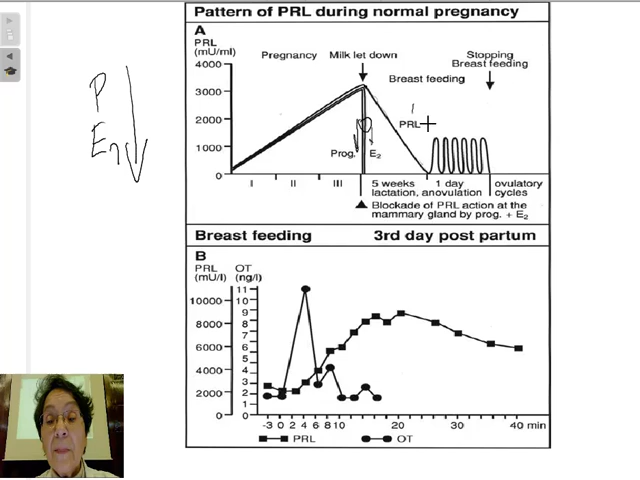 Pattern of PRL during normal pregnancy
A
PRL
(mU/ml)
Pregnancy
Milk let down
Stopping
Breast feeding
Breast feeding
4000
3000
2000
1000
0
PRL
Prog.
E₂
I
II
III
5 weeks
lactation, anovulation
1 day
ovulatory
cycles
Blockade of PRL action at the
mammary gland by prog. + E₂
P
Breast feeding 3rd day post partum
B
PRL
(mU/l)
OT
(ng/l)
10000
8000
6000
4000
2000
0
11
10
9
8
7
6
5
4
3
2
1
0
-3 0 2 4 6 8 10 20 30 40 min
PRL OT